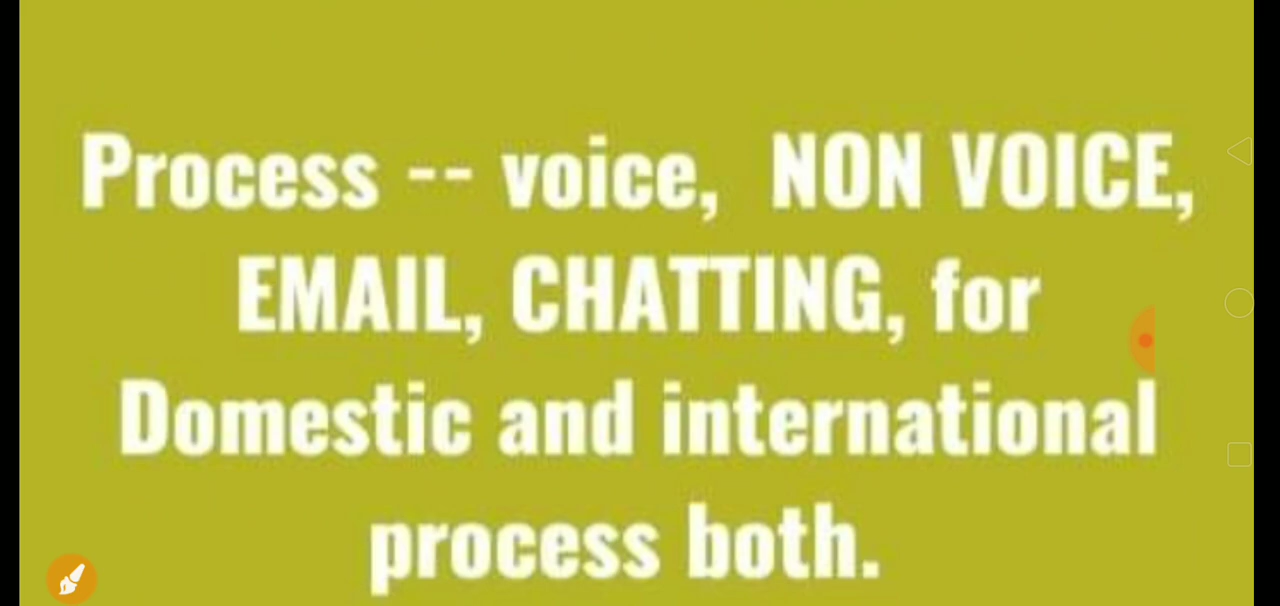 Process -- voice, NON VOICE,
EMAIL, CHATTING, for
Domestic and international
process both.